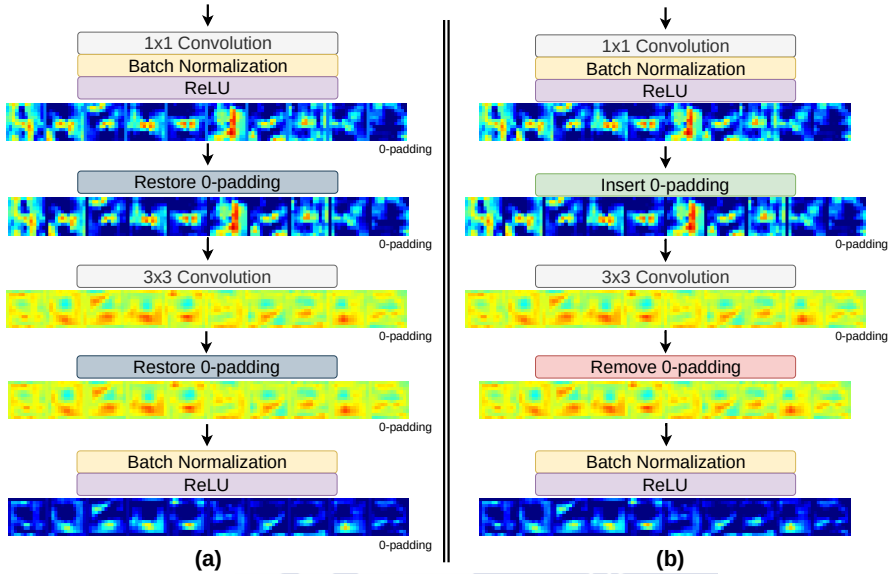 1x1 Convolution
Batch Normalization
ReLU
0-padding
Restore 0-padding
0-padding
3x3 Convolution
0-padding
Restore 0-padding
0-padding
Batch Normalization
ReLU
0-padding
(a)
1x1 Convolution
Batch Normalization
ReLU
Insert 0-padding
0-padding
3x3 Convolution
0-padding
Remove 0-padding
Batch Normalization
ReLU
(b)